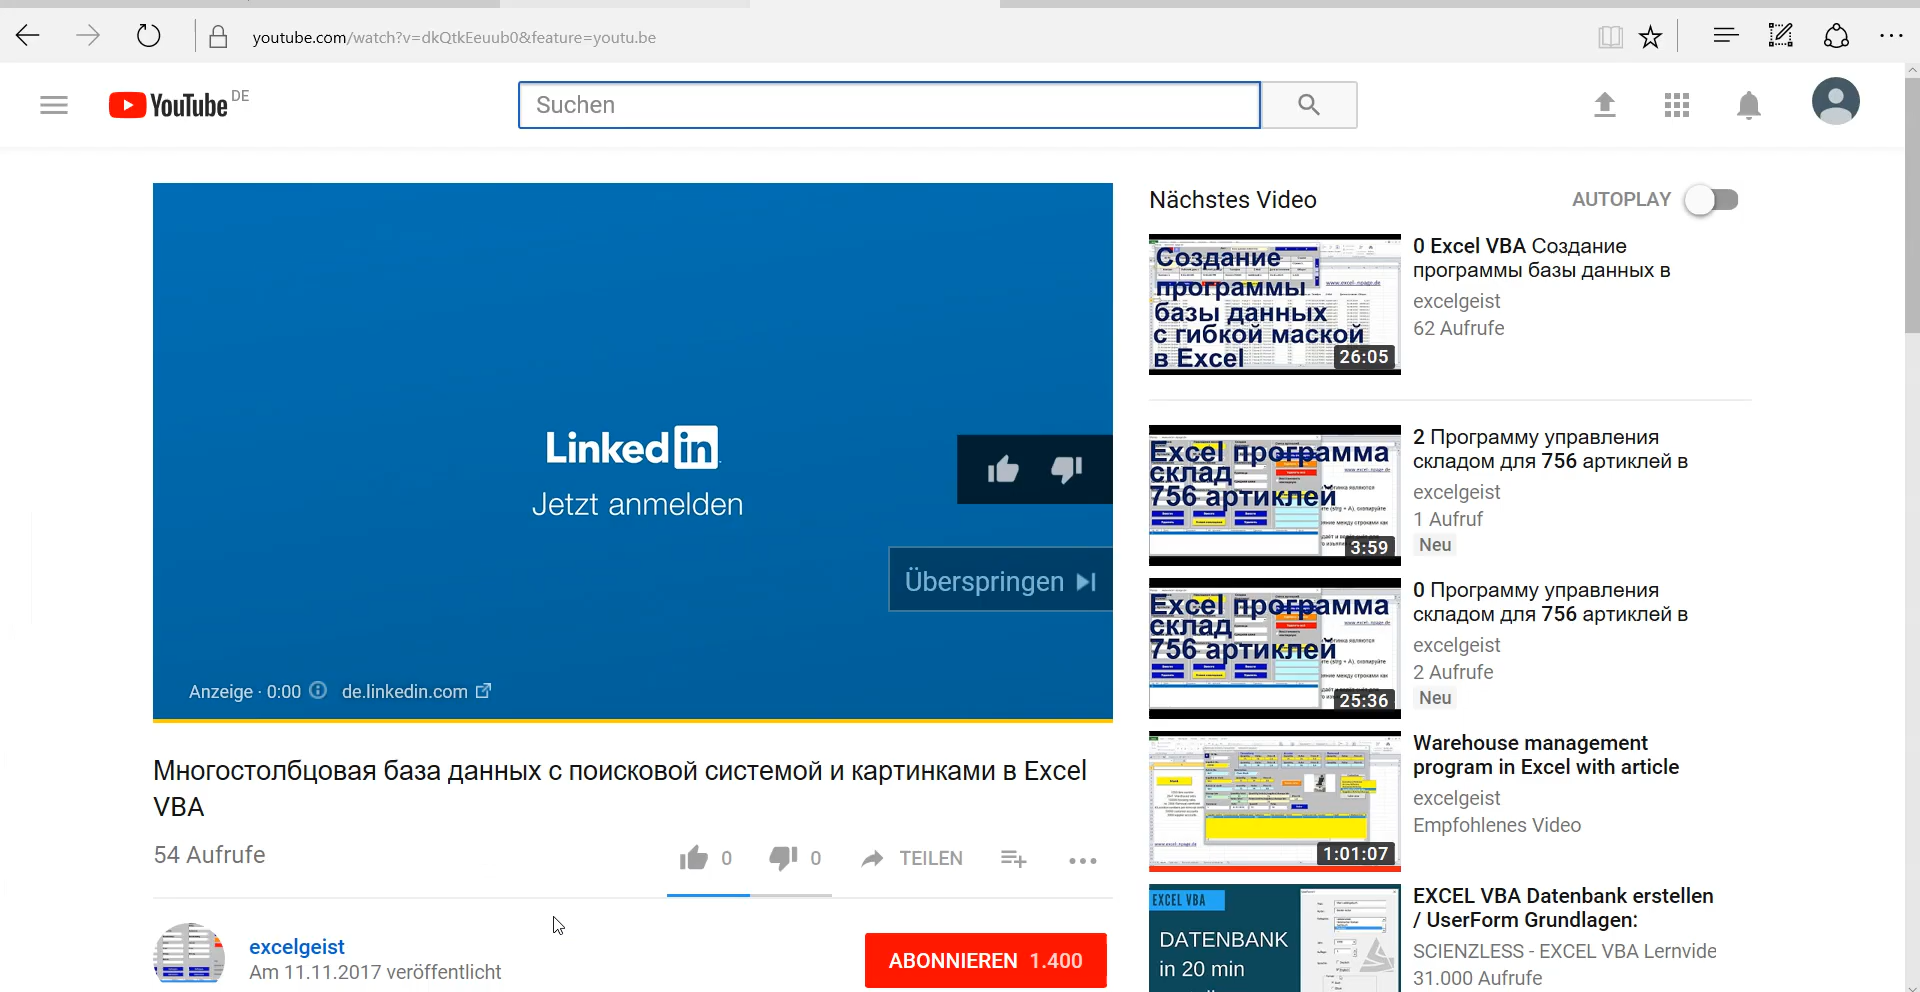 youtube.com/watch?v=dkQtkEeuub0&feature=youtu.be
YouTube DE
Suchen
Linked in
Jetzt anmelden
Überspringen
Anzeige · 0:00 de.linkedin.com
Многостолбцовая база данных с поисковой системой и картинками в Excel
VBA
54 Aufrufe
0 0 TEILEN
excelgeist
Am 11.11.2017 veröffentlicht
ABONNIEREN 1.400
Nächstes Video
AUTOPLAY
Создание
программы
базы данных
с гибкой маской
в Excel
26:05
0 Excel VBA Создание
программы базы данных в
excelgeist
62 Aufrufe
Excel программа
склад
756 артиклей
3:59
2 Программу управления
складом для 756 артиклей в
excelgeist
1 Aufruf
Neu
Excel программа
склад
756 артиклей
25:36
0 Программу управления
складом для 756 артиклей в
excelgeist
2 Aufrufe
Neu
1:01:07
Warehouse management
program in Excel with article
excelgeist
Empfohlenes Video
EXCEL VBA
DATENBANK
in 20 min
EXCEL VBA Datenbank erstellen
/ UserForm Grundlagen:
SCIENZLESS - EXCEL VBA Lernvide
31.000 Aufrufe